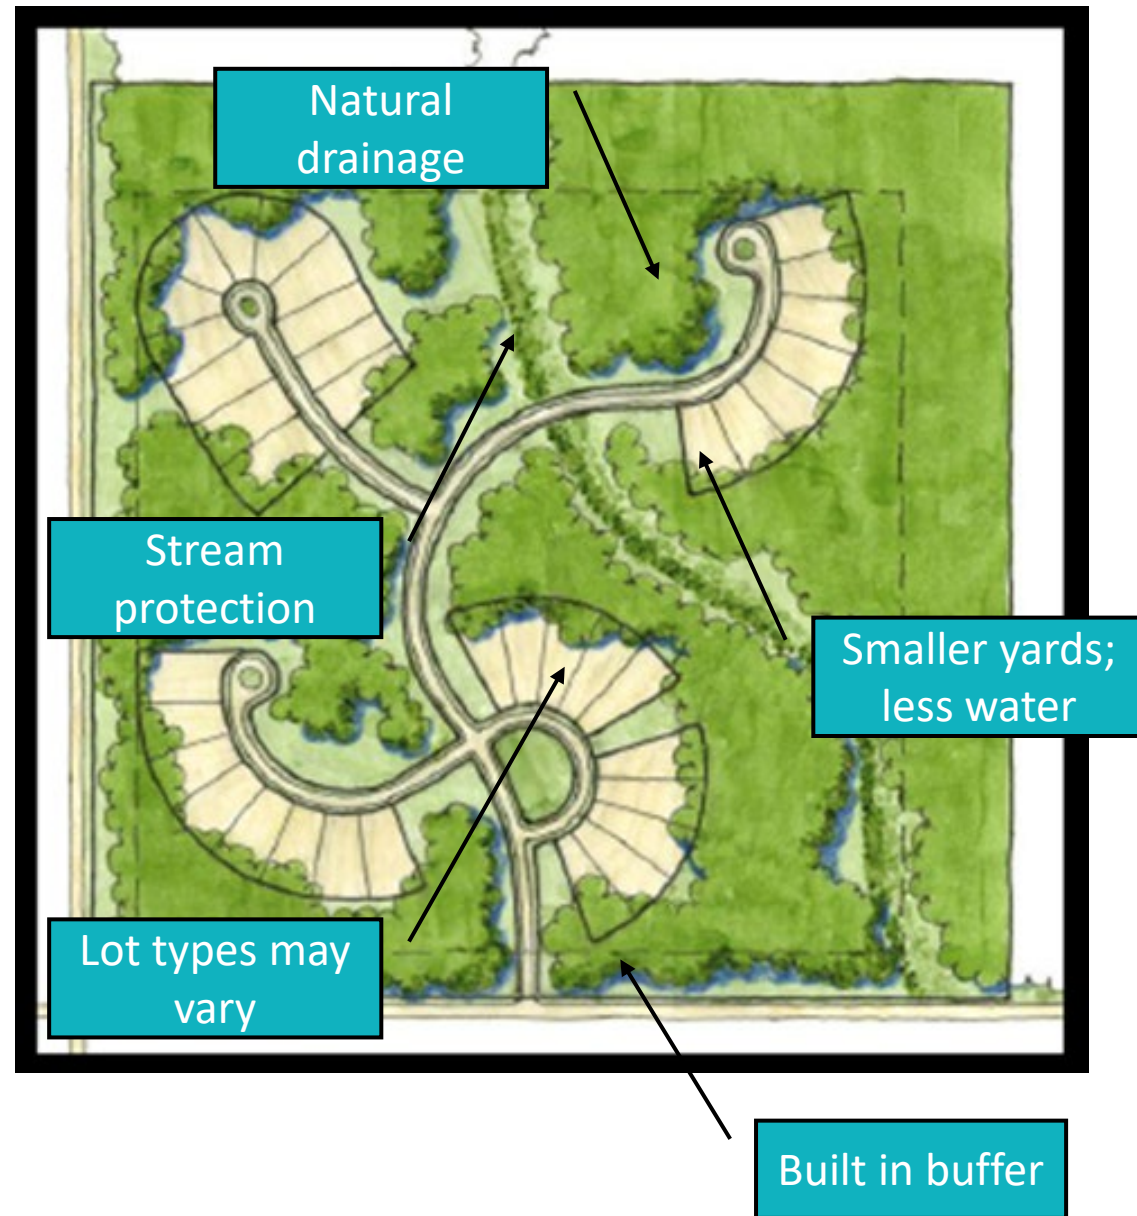 Natural
drainage
Stream
protection
Smaller yards;
less water
Lot types may
vary
Built in buffer